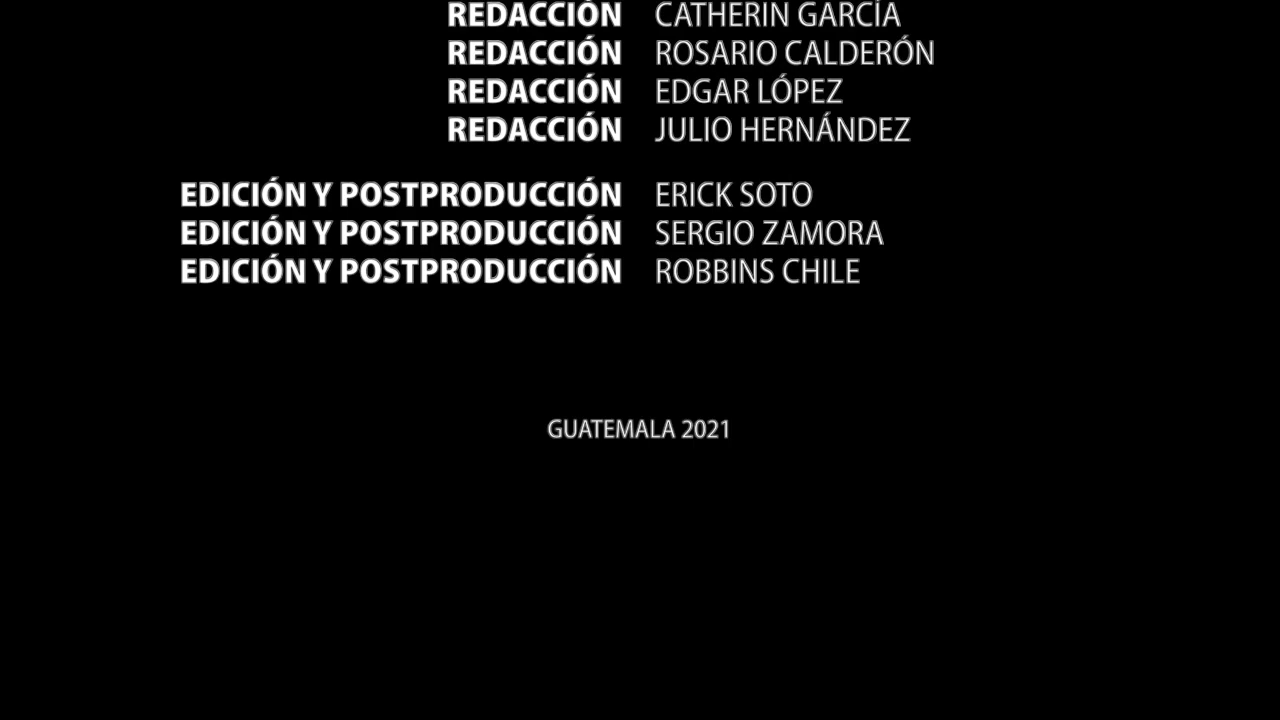 REDACCIÓN CATHERIN GARCÍA
REDACCIÓN ROSARIO CALDERÓN
REDACCIÓN EDGAR LÓPEZ
REDACCIÓN JULIO HERNÁNDEZ
EDICIÓN Y POSTPRODUCCIÓN ERICK SOTO
EDICIÓN Y POSTPRODUCCIÓN SERGIO ZAMORA
EDICIÓN Y POSTPRODUCCIÓN ROBBINS CHILE
GUATEMALA 2021